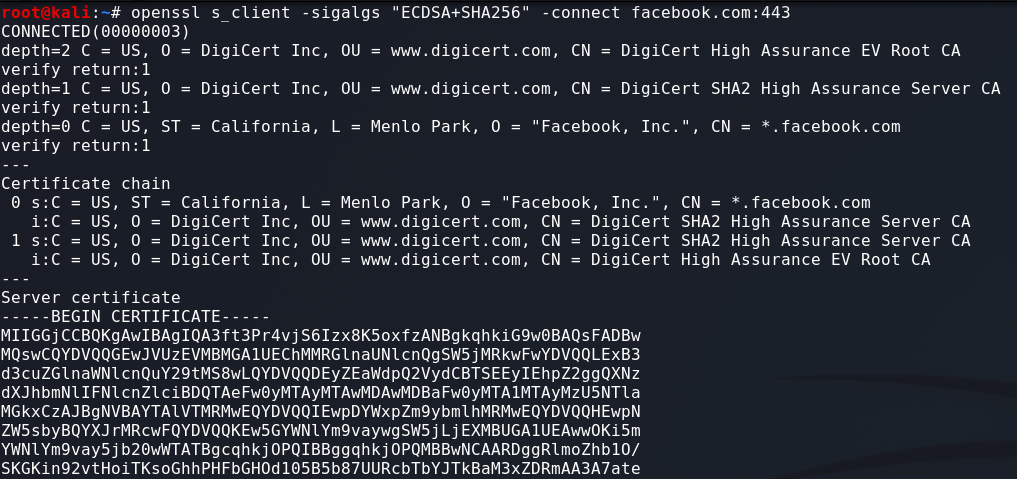 root@kali:~# openssl s_client -sigalgs "ECDSA+SHA256" -connect facebook.com:443
CONNECTED(00000003)
depth=2 C = US, O = DigiCert Inc, OU = www.digicert.com, CN = DigiCert High Assurance EV Root CA
verify return:1
depth=1 C = US, O = DigiCert Inc, OU = www.digicert.com, CN = DigiCert SHA2 High Assurance Server CA
verify return:1
depth=0 C = US, ST = California, L = Menlo Park, O = "Facebook, Inc.", CN = *.facebook.com
verify return:1
---
Certificate chain
 0 s:C = US, ST = California, L = Menlo Park, O = "Facebook, Inc.", CN = *.facebook.com
   i:C = US, O = DigiCert Inc, OU = www.digicert.com, CN = DigiCert SHA2 High Assurance Server CA
 1 s:C = US, O = DigiCert Inc, OU = www.digicert.com, CN = DigiCert SHA2 High Assurance Server CA
   i:C = US, O = DigiCert Inc, OU = www.digicert.com, CN = DigiCert High Assurance EV Root CA
---
Server certificate
-----BEGIN CERTIFICATE-----
MIIGGjCCBQKgAwIBAgIQA3ft3Pr4vjS6Izx8K5oxfzANBgkqhkiG9w0BAQsFADBw
MQswCQYDVQQGEwJVUzEVMBMGA1UEChMMRGlnaUNlcnQgSW5jMRkwFwYDVQQLExB3
d3cuZGlnaWNlcnQuY29tMS8wLQYDVQQDEyZEaWdpQ2VydCBTSEEyIEhpZ2ggQXNz
dXJhbmNlIFNlcnZlciBDQTAeFw0yMTAyMTAwMDAwMDBaFw0yMTA1MTAyMzU5NTla
MGkxCzAJBgNVBAYTAlVTMRMwEQYDVQQIEwpDYWxpZm9ybmlhMRMwEQYDVQQHEwpN
ZW5sbyBQYXJrMRcwFQYDVQQKEw5GYWNlYm9vaywgSW5jLjEXMBUGA1UEAwwOKi5m
YWNlYm9vay5jb20wWTATBgcqhkjOPQIBBggqhkjOPQMBBwNCAARDggRlmoZhb1O/
SKGKin92vtHoiTKsoGhhPHFbGHOd105B5b87UURcbTbYJTkBaM3xZDRmAA3A7ate